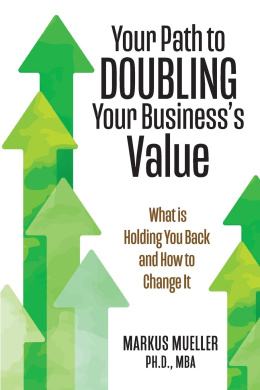 Your Path to
DOUBLING
Your Business's
Value
What is
Holding You Back
and How to
Change It
MARKUS MUELLER
PH.D., MBA